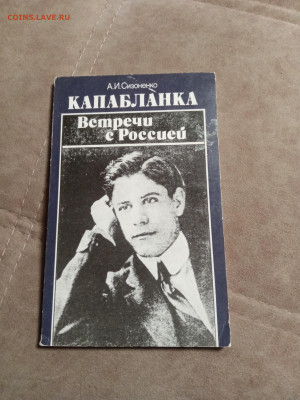 COINS.LAVE.RU
А.И.Сизоненко
КАПАБЛАНКА
Встречи
с Россией